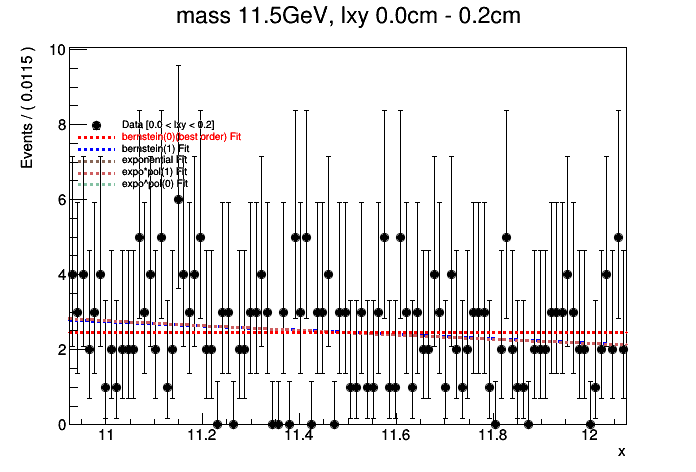 mass 11.5GeV, lxy 0.0cm - 0.2cm
Events / ( 0.0115 )
10
8
6
4
2
0
Data [0.0 < lxy < 0.2]
bernstein(0)(best order) Fit
bernstein(1) Fit
exponential Fit
expo*pol(1) Fit
expo^pol(0) Fit
11 11.2 11.4 11.6 11.8 12
x